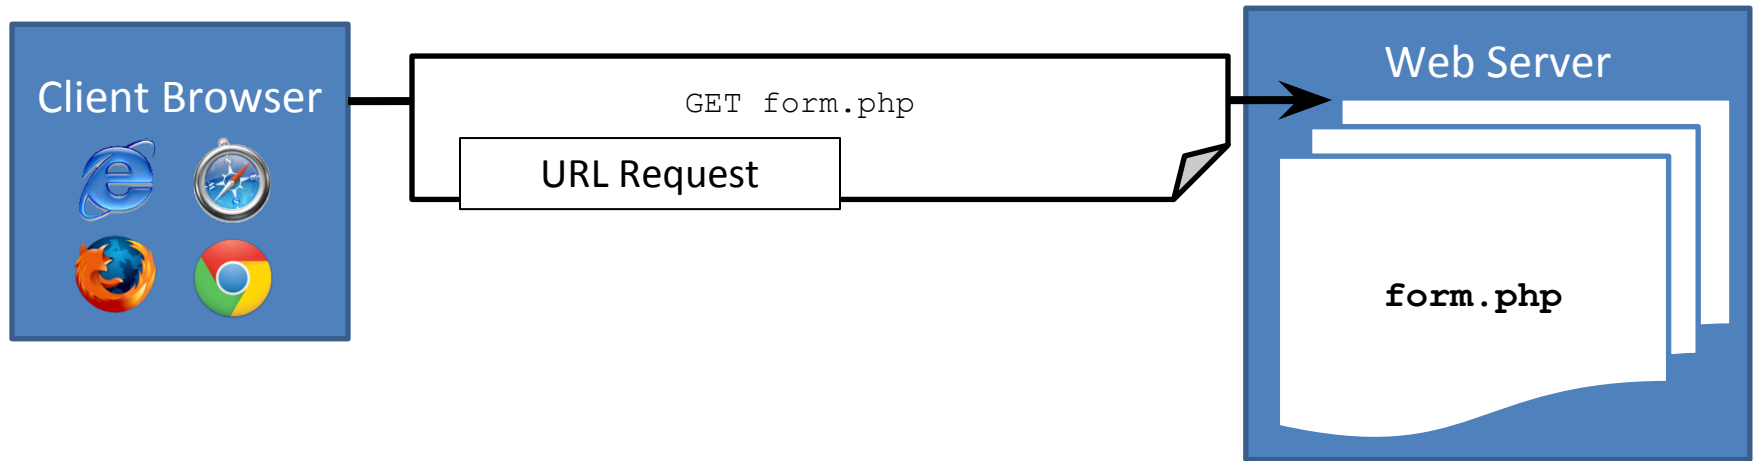 Client Browser
GET form.php
URL Request
Web Server
form.php